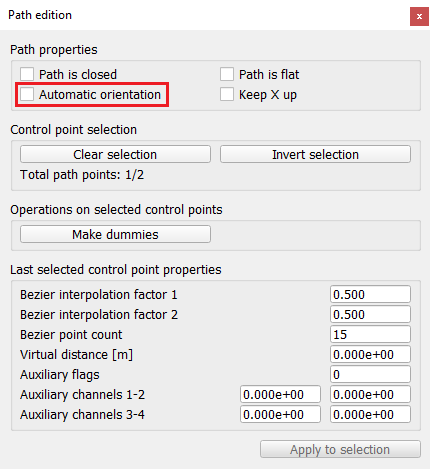 Path edition
x
Path properties
Path is closed Path is flat
Automatic orientation Keep X up
Control point selection
Clear selection Invert selection
Total path points: 1/2
Operations on selected control points
Make dummies
Last selected control point properties
Bezier interpolation factor 1 0.500
Bezier interpolation factor 2 0.500
Bezier point count 15
Virtual distance [m] 0.000e+00
Auxiliary flags 0
Auxiliary channels 1-2 0.000e+00 0.000e+00
Auxiliary channels 3-4 0.000e+00 0.000e+00
Apply to selection